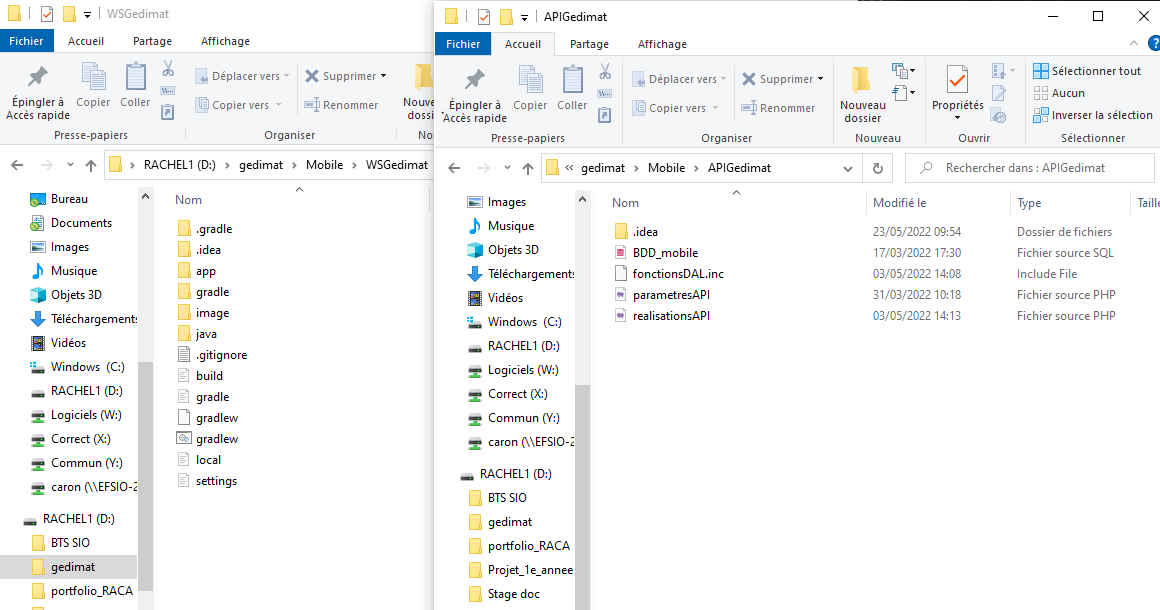 WSGedimat
Fichier Accueil Partage Affichage
Épingler à Accès rapide
Copier
Coller
Déplacer vers
Copier vers
Supprimer
Renommer
Presse-papiers
Organiser
RACHEL1 (D:) › gedimat › Mobile › WSGedimat
Bureau
Documents
Images
Musique
Objets 3D
Téléchargements
Vidéos
Windows (C:)
RACHEL1 (D:)
Logiciels (W:)
Correct (X:)
Commun (Y:)
caron (\\EFSIO-2
RACHEL1 (D:)
BTS SIO
gedimat
portfolio_RACA
Nom
.gradle
.idea
app
gradle
image
java
.gitignore
build
gradle
gradlew
gradlew
local
settings
APIGedimat
Fichier Accueil Partage Affichage
Épingler à Accès rapide
Copier
Coller
Déplacer vers
Copier vers
Supprimer
Renommer
Nouveau dossier
Propriétés
Sélectionner tout
Aucun
Inverser la sélection
Presse-papiers
Organiser
Nouveau
Ouvrir
Sélectionner
« gedimat › Mobile › APIGedimat
Rechercher dans : APIGedimat
Images
Musique
Objets 3D
Téléchargements
Vidéos
Windows (C:)
RACHEL1 (D:)
Logiciels (W:)
Correct (X:)
Commun (Y:)
caron (\\EFSIO-2
RACHEL1 (D:)
BTS SIO
gedimat
portfolio_RACA
Projet_1e_annee
Stage doc
Nom Modifié le Type Taille
.idea 23/05/2022 09:54 Dossier de fichiers
BDD_mobile 17/03/2022 17:30 Fichier source SQL
fonctionsDAL.inc 03/05/2022 14:08 Include File
parametresAPI 31/03/2022 10:18 Fichier source PHP
realisationsAPI 03/05/2022 14:13 Fichier source PHP